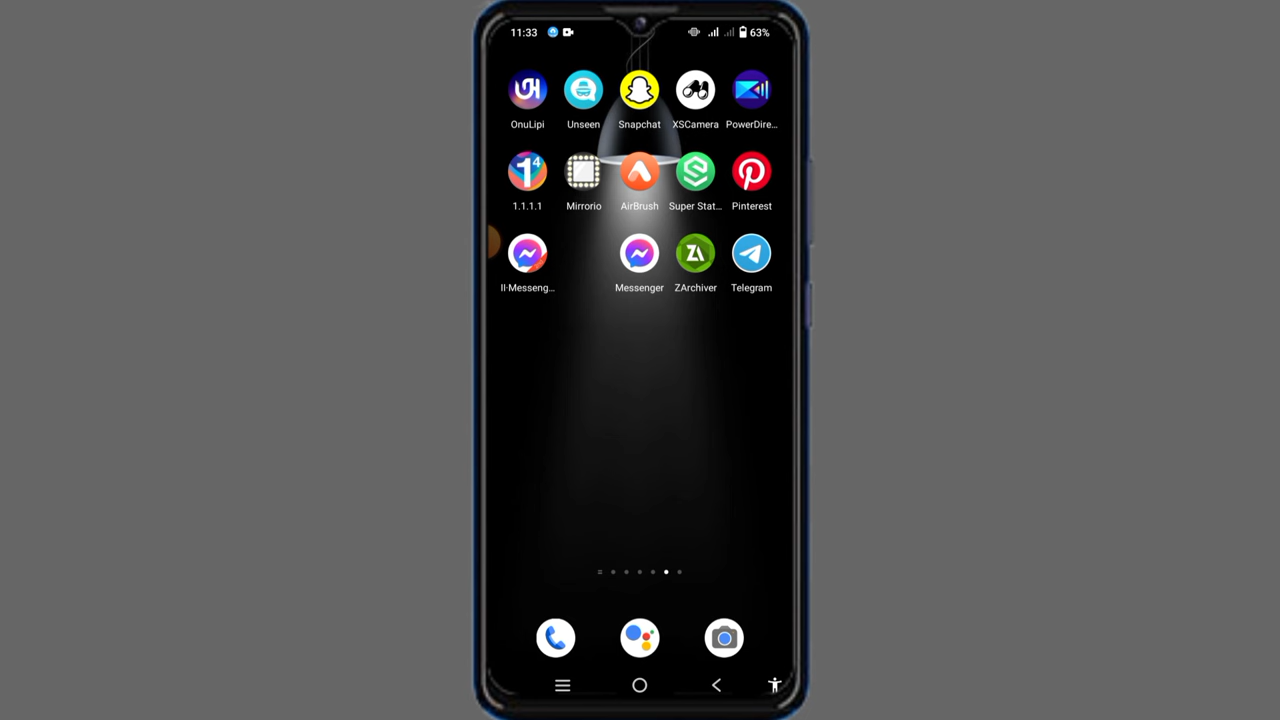 11:33 63%
OnuLipi Unseen Snapchat XSCamera PowerDire...
1.1.1.1 Mirrorio AirBrush Super Stat... Pinterest
II·Messeng... Messenger ZArchiver Telegram